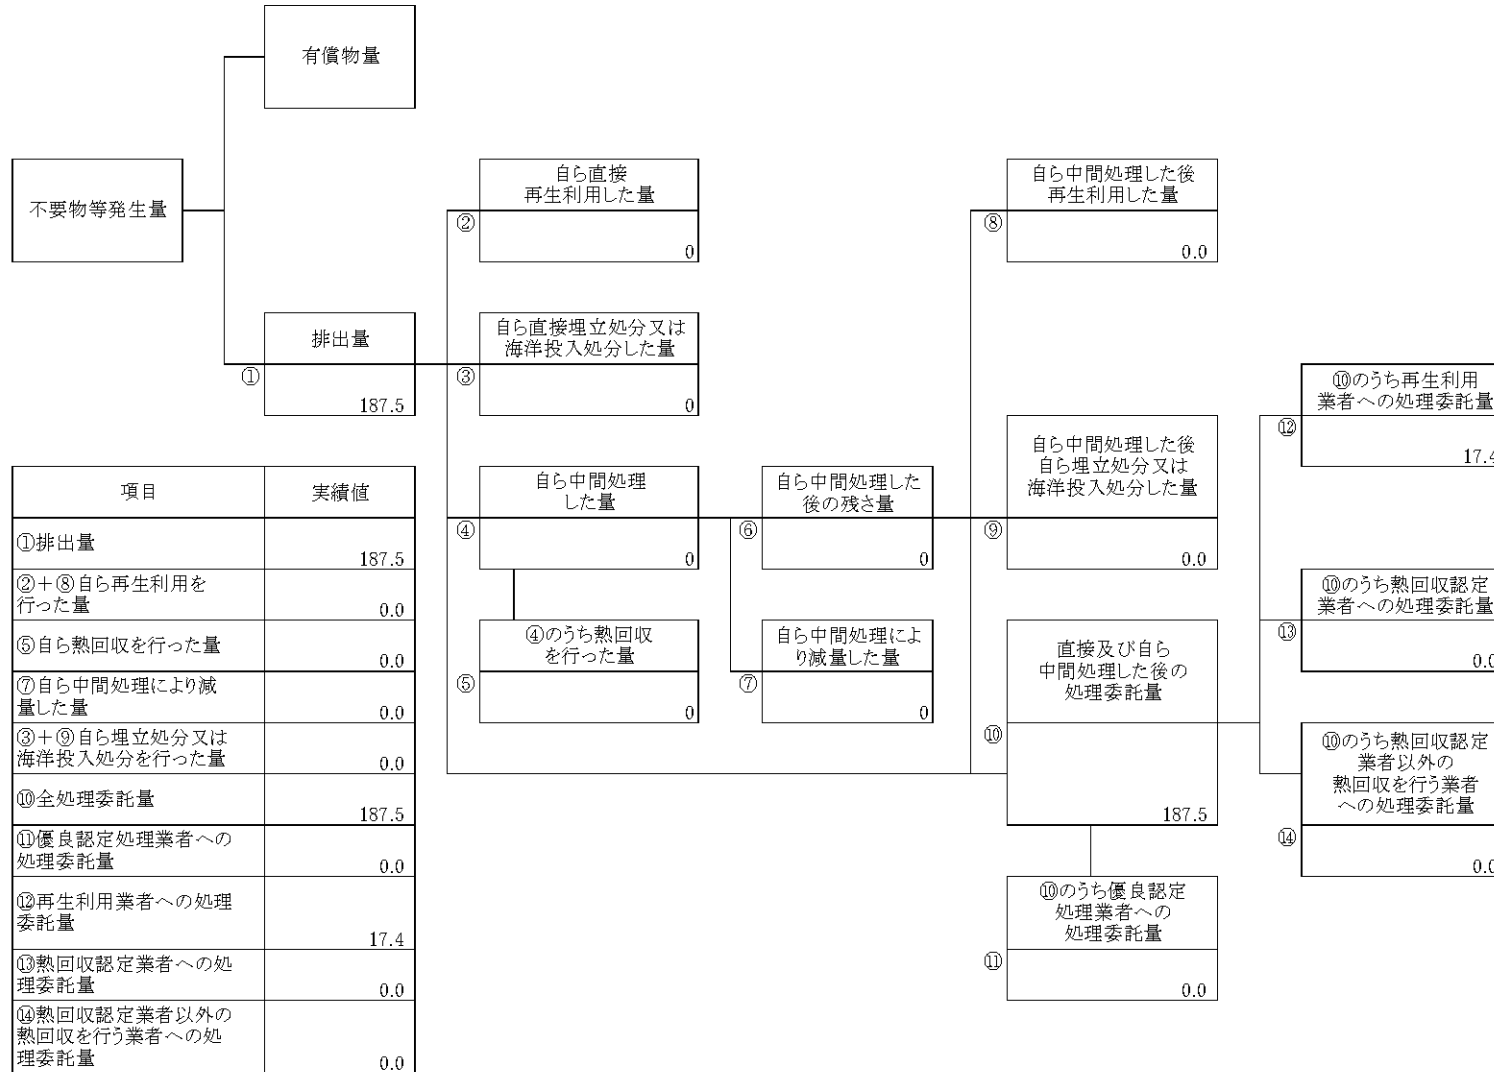 有償物量
不要物等発生量
自ら直接
再生利用した量
②
0
自ら中間処理した後
再生利用した量
⑧
0.0
排出量
①
187.5
自ら直接埋立処分又は
海洋投入処分した量
③
0
⑩のうち再生利用
業者への処理委託量
⑫
17.4
自ら中間処理
した量
④
0
自ら中間処理した
後の残さ量
⑥
0
自ら中間処理した後
自ら埋立処分又は
海洋投入処分した量
⑨
0.0
⑩のうち熱回収認定
業者への処理委託量
⑬
0.0
④のうち熱回収
を行った量
⑤
0
自ら中間処理によ
り減量した量
⑦
0
直接及び自ら
中間処理した後の
処理委託量
⑩
187.5
⑩のうち熱回収認定
業者以外の
熱回収を行う業者
への処理委託量
⑭
0.0
⑩のうち優良認定
処理業者への
処理委託量
⑪
0.0
項目 実績値
①排出量
187.5
②+⑧自ら再生利用を
行った量
0.0
⑤自ら熱回収を行った量
0.0
⑦自ら中間処理により減
量した量
0.0
③+⑨自ら埋立処分又は
海洋投入処分を行った量
0.0
⑩全処理委託量
187.5
⑪優良認定処理業者への
処理委託量
0.0
⑫再生利用業者への処理
委託量
17.4
⑬熱回収認定業者への処
理委託量
0.0
⑭熱回収認定業者以外の
熱回収を行う業者への処
理委託量
0.0